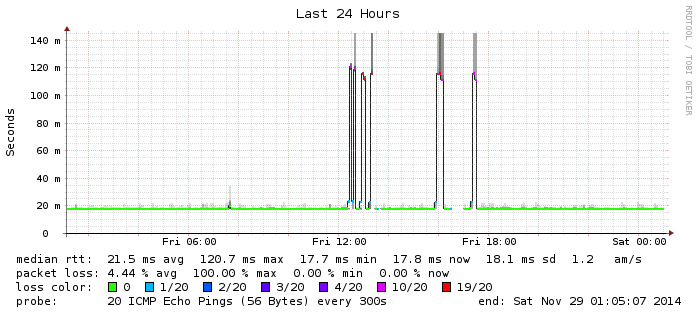 Last 24 Hours
RRDTOOL / TOBI OETIKER
Seconds
140 m
120 m
100 m
80 m
60 m
40 m
20 m
0
Fri 06:00 Fri 12:00 Fri 18:00 Sat 00:00
median rtt: 21.5 ms avg 120.7 ms max 17.7 ms min 17.8 ms now 18.1 ms sd 1.2 am/s
packet loss: 4.44 % avg 100.00 % max 0.00 % min 0.00 % now
loss color: 0 1/20 2/20 3/20 4/20 10/20 19/20
probe: 20 ICMP Echo Pings (56 Bytes) every 300s end: Sat Nov 29 01:05:07 2014